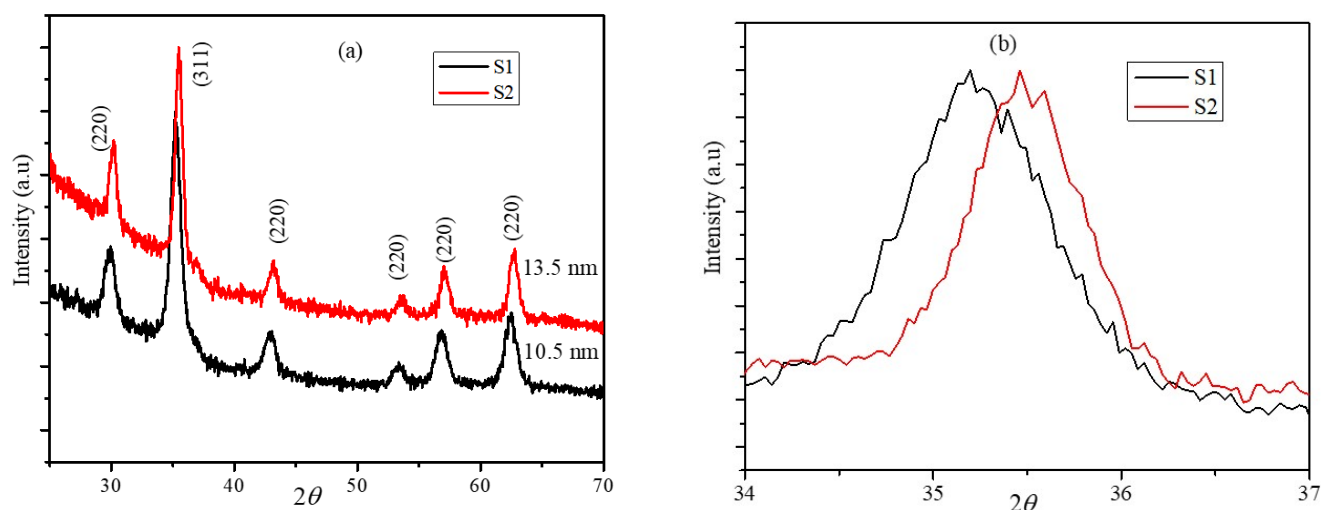 (a)
S1
S2
(220)
(311)
(220)
(220)
(220)
(220)
13.5 nm
10.5 nm
Intensity (a.u)
30 40 50 60 70
2θ
(b)
S1
S2
Intensity (a.u)
34 35 36 37
2θ